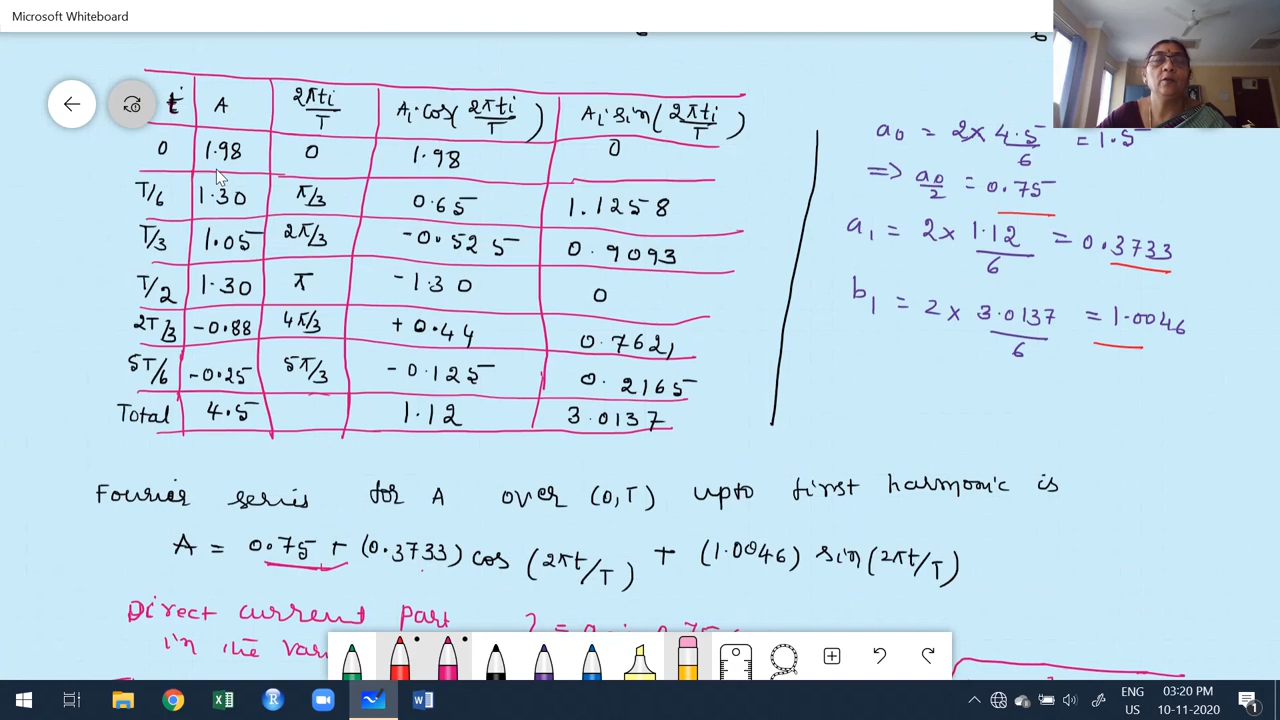 Microsoft Whiteboard
ti A 2πti/T Ai cos(2πti/T) Ai sin(2πti/T)
0 1.98 0 1.98 0
T/6 1.30 π/3 0.65 1.1258
T/3 1.05 2π/3 -0.525 0.9093
T/2 1.30 π -1.30 0
2T/3 -0.88 4π/3 +0.44 0.7621
5T/6 -0.25 5π/3 -0.125 0.2165
Total 4.5 1.12 3.0137
a0 = 2× 4.5/6 = 1.5
=> a0/2 = 0.75
a1 = 2× 1.12/6 = 0.3733
b1 = 2× 3.0137/6 = 1.0046
Fourier series for A over (0,T) upto first harmonic is
A = 0.75 + (0.3733) cos (2πt/T) + (1.0046) sin(2πt/T)
Direct current part
in the
ENG
US
03:20 PM
10-11-2020
1